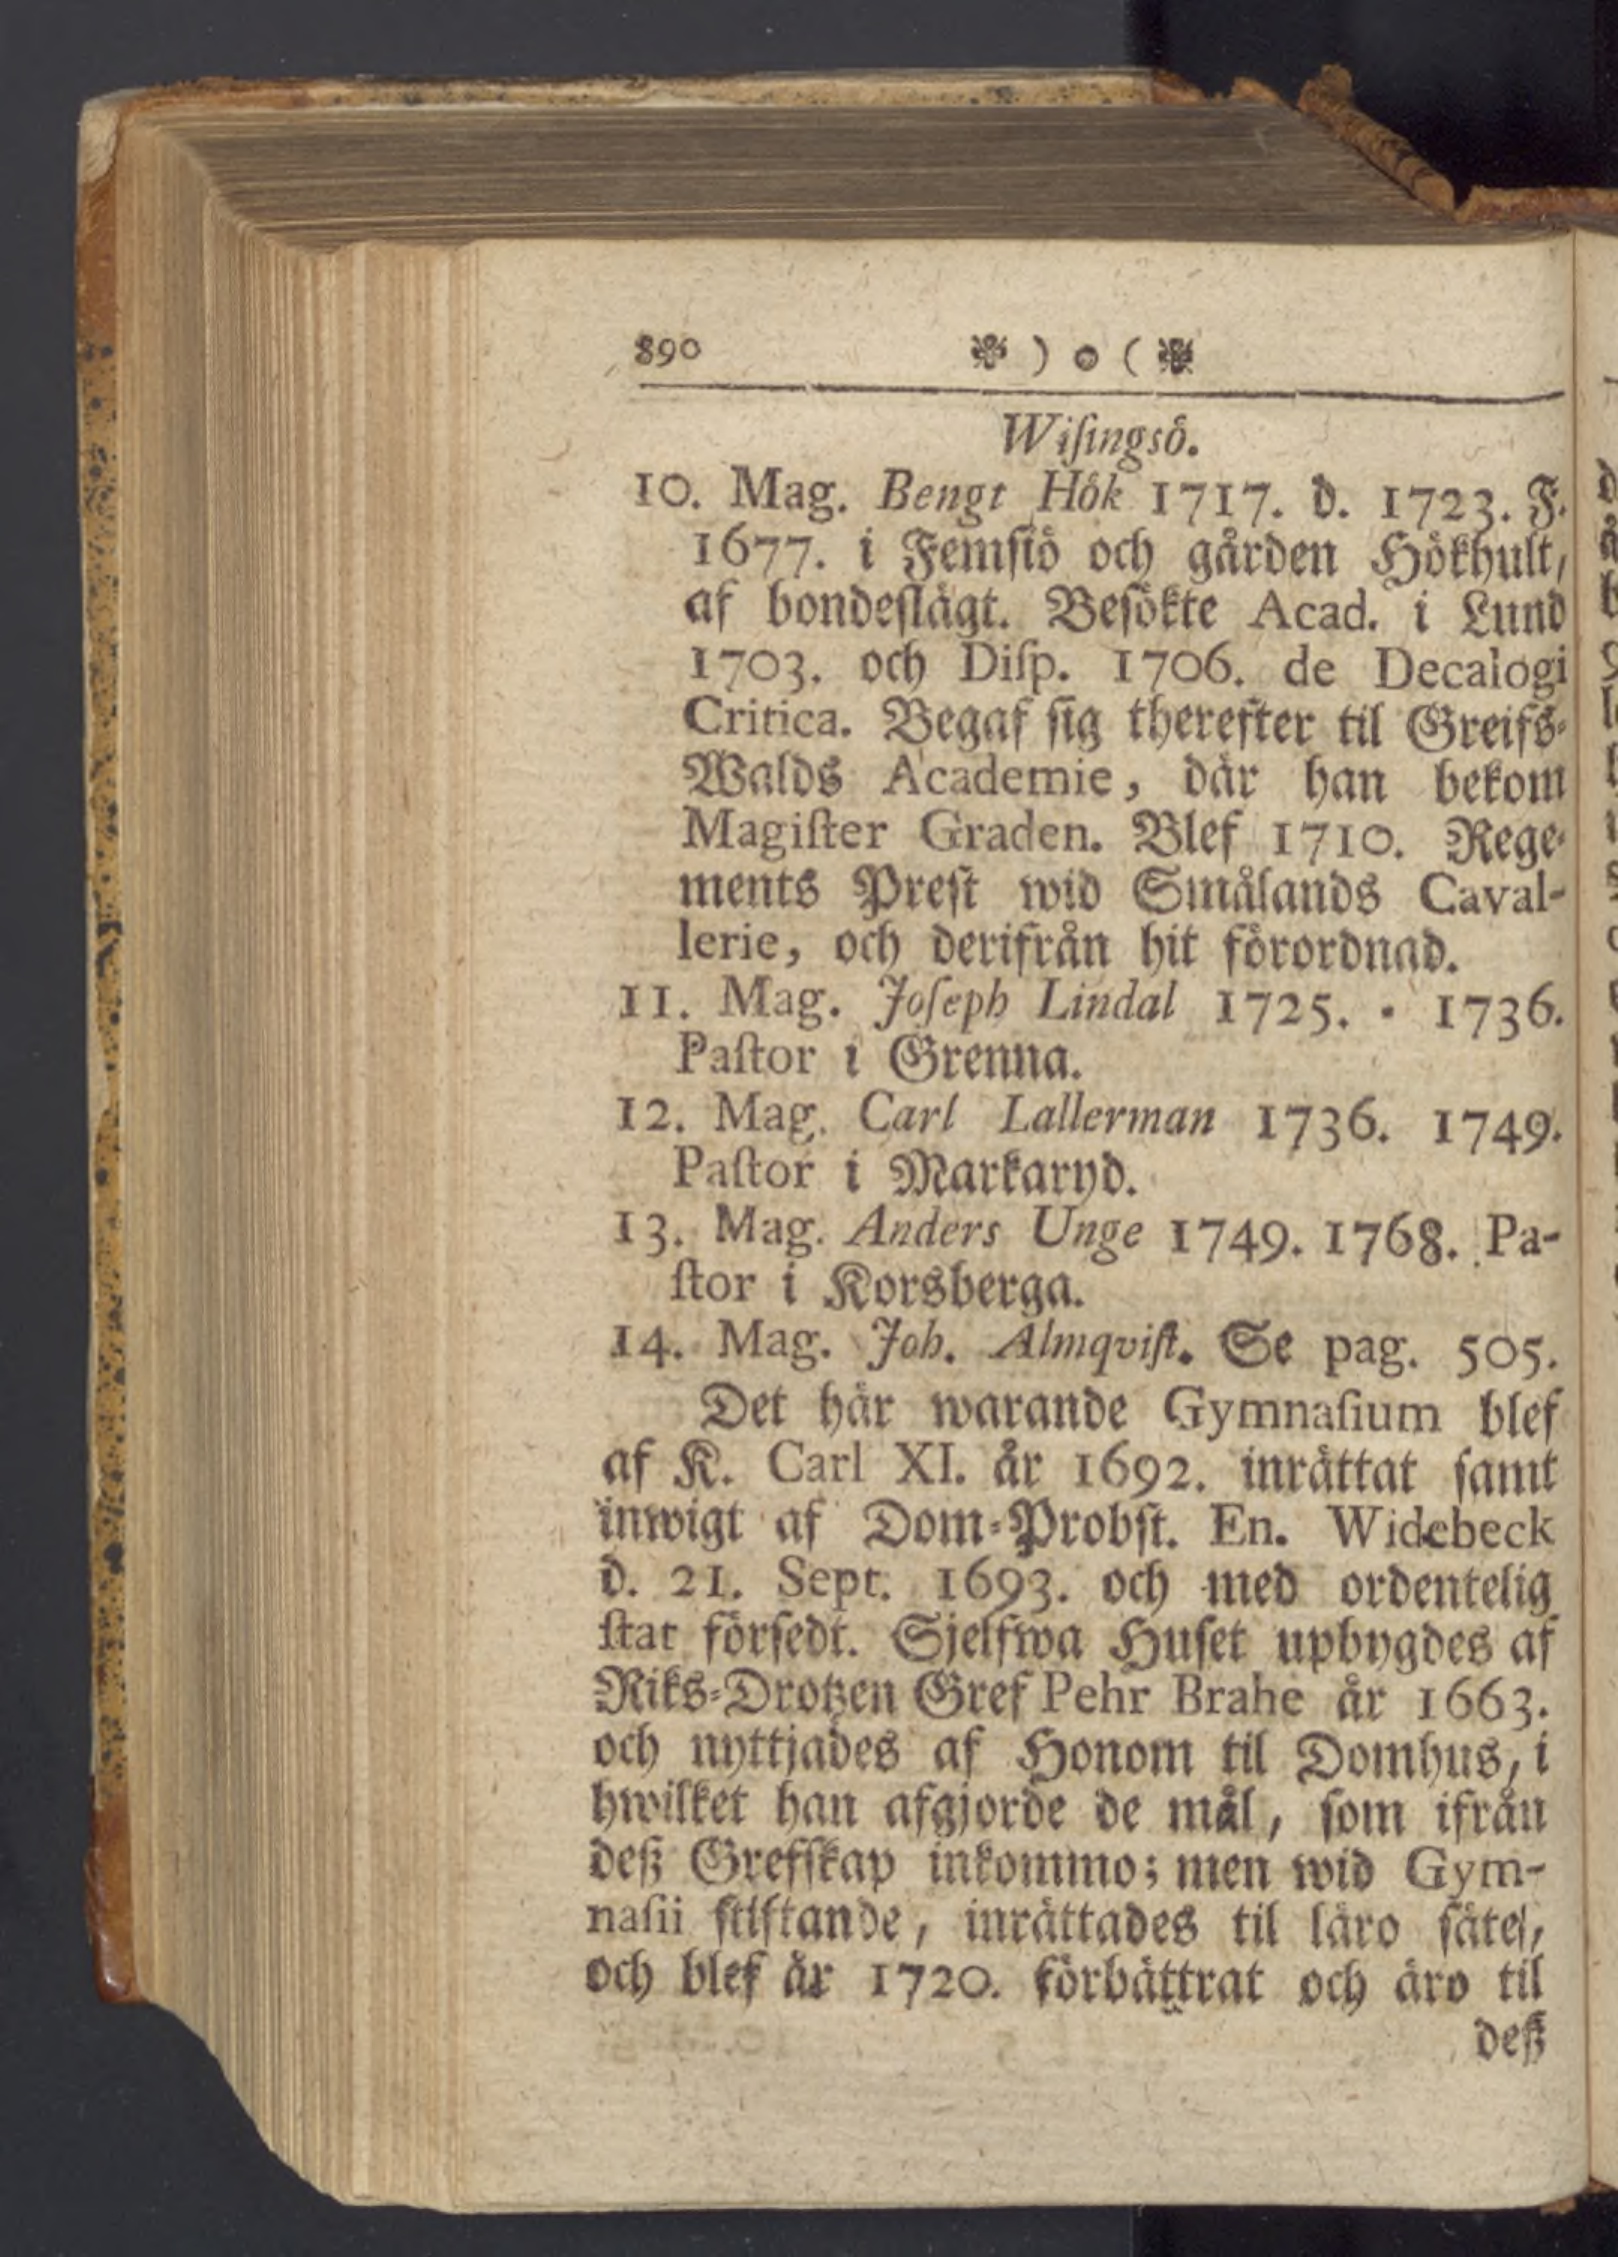 890 ❀ ) o ( ❀
Wiſingsö.
10. Mag. Bengt Hök 1717. d. 1723. F.
1677. i Femſiö och gården Hökhult,
af bondeſlägt. Beſökte Acad. i Lund
1703. och Diſp. 1706. de Decalogi
Critica. Begaf ſig therefter til Greifs-
Walds Academie, där han bekom
Magiſter Graden. Blef 1710. Rege-
ments Preſt wid Smålands Caval-
lerie, och derifrån hit förordnad.
11. Mag. Joſeph Lindal 1725. - 1736.
Paſtor i Grenna.
12. Mag. Carl Lallerman 1736. 1749.
Paſtor i Markaryd.
13. Mag. Anders Unge 1749. 1768. Pa-
ſtor i Korsberga.
14. Mag. Joh. Almqviſt. Se pag. 505.
Det här warande Gymnaſium blef
af K. Carl XI. år 1692. inrättat ſamt
inwigt af Dom-Probſt. En. Widebeck
d. 21. Sept. 1693. och med ordentelig
ſtat förſedt. Sjelfwa Huſet upbygdes af
Riks-Drotzen Gref Pehr Brahe år 1663.
och nyttjades af Honom til Domhus, i
hwilket han afgjorde de mål, ſom ifrån
deß Grefſkap inkommo; men wid Gym-
naſii ſtiftande, inrättades til läro ſäte,
och blef år 1720. förbättrat och äro til
deß